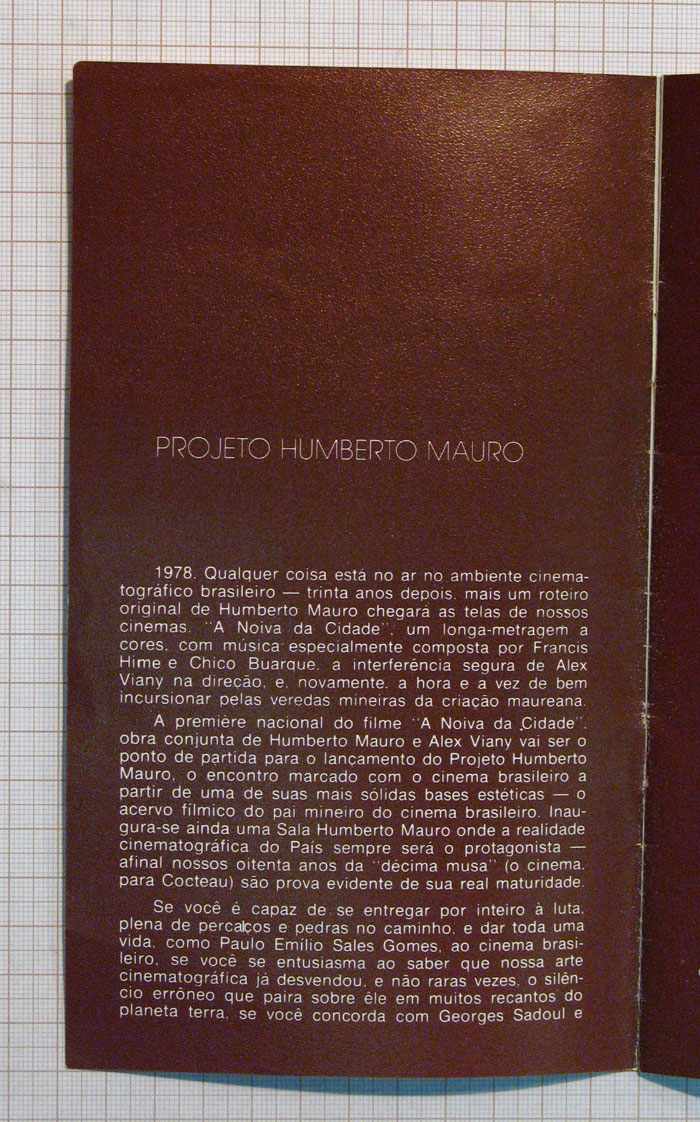 PROJETO HUMBERTO MAURO
1978. Qualquer coisa está no ar no ambiente cinema-
tográfico brasileiro — trinta anos depois. mais um roteiro
original de Humberto Mauro chegará as telas de nossos
cinemas. "A Noiva da Cidade", um longa-metragem a
cores, com música especialmente composta por Francis
Hime e Chico Buarque. a interferência segura de Alex
Viany na direção, e, novamente. a hora e a vez de bem
incursionar pelas veredas mineiras da criação maureana.
A première nacional do filme "A Noiva da Cidade",
obra conjunta de Humberto Mauro e Alex Viany vai ser o
ponto de partida para o lançamento do Projeto Humberto
Mauro, o encontro marcado com o cinema brasileiro a
partir de uma de suas mais sólidas bases estéticas — o
acervo fílmico do pai mineiro do cinema brasileiro. Inau-
gura-se ainda uma Sala Humberto Mauro onde a realidade
cinematográfica do País sempre será o protagonista —
afinal nossos oitenta anos da "décima musa" (o cinema,
para Cocteau) são prova evidente de sua real maturidade.
Se você é capaz de se entregar por inteiro à luta,
plena de percalços e pedras no caminho, e dar toda uma
vida, como Paulo Emílio Sales Gomes, ao cinema brasi-
leiro, se você se entusiasma ao saber que nossa arte
cinematográfica já desvendou, e não raras vezes, o silên-
cio errôneo que paira sobre êle em muitos recantos do
planeta terra, se você concorda com Georges Sadoul e